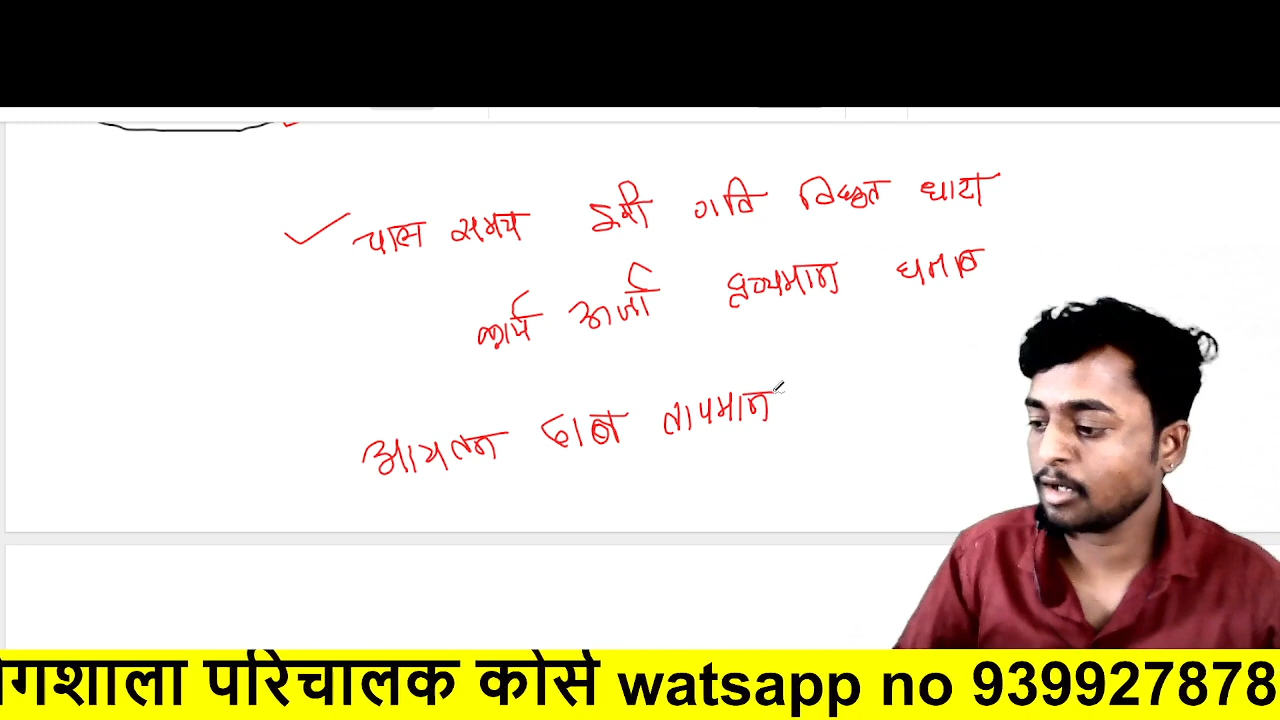 चाल समय दूरी गति विधुत धारा
कार्य ऊर्जा द्रव्यमान घनत्व
आयतन दाब तापमान
ोगशाला परिचालक कोर्स watsapp no 939927878